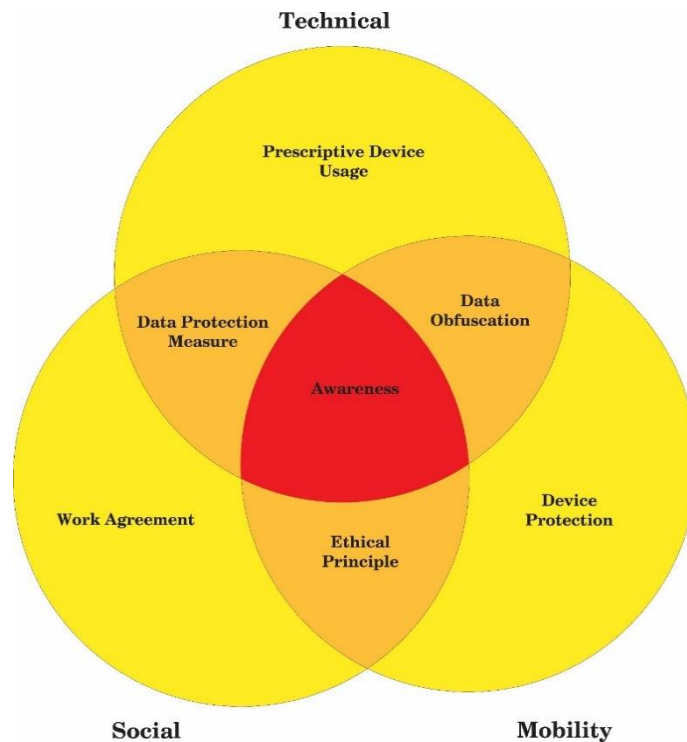 Technical
Prescriptive Device
Usage
Data Protection
Measure
Data
Obfuscation
Awareness
Work Agreement
Ethical
Principle
Device
Protection
Social
Mobility